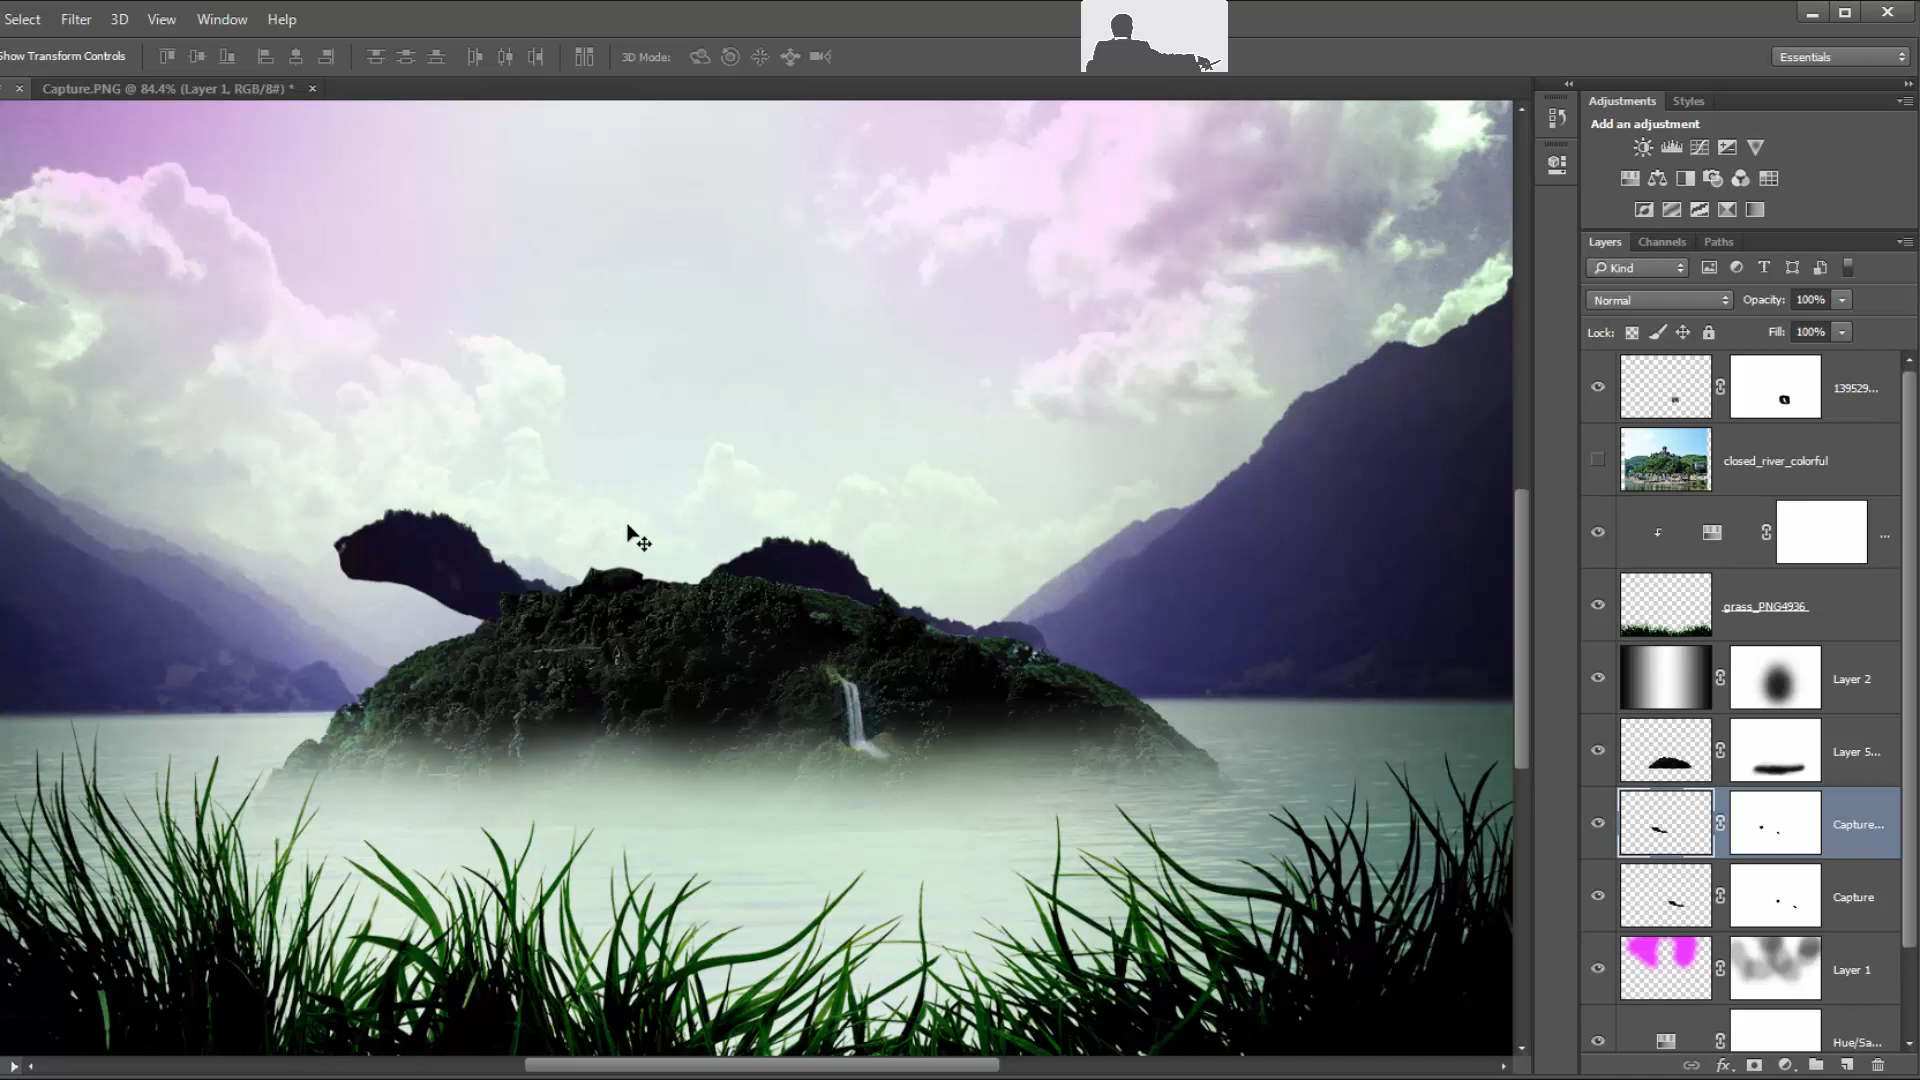 Select Filter 3D View Window Help
Show Transform Controls 3D Mode: Essentials
Capture.PNG @ 84.4% (Layer 1, RGB/8#) *
Adjustments Styles
Add an adjustment
Layers Channels Paths
Kind
Normal Opacity: 100%
Lock: Fill: 100%
139529...
closed_river_colorful
...
grass_PNG4936
Layer 2
Layer 5...
Capture...
Capture
Layer 1
Hue/Sa...
fx